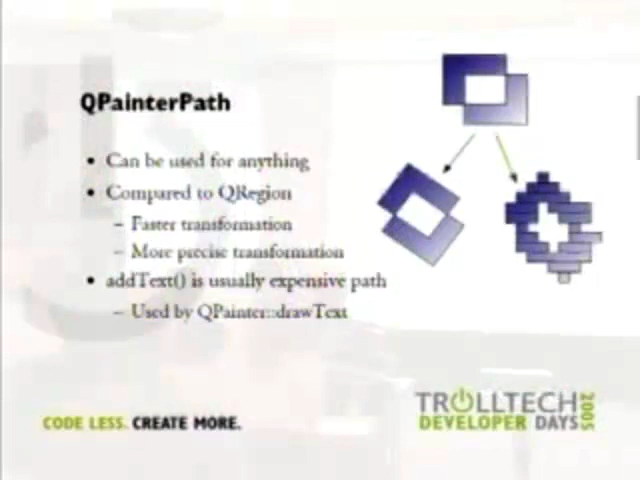 QPainterPath
• Can be used for anything
• Compared to QRegion
– Faster transformation
– More precise transformation
• addText() is usually expensive path
– Used by QPainter::drawText
CODE LESS. CREATE MORE.
TROLLTECH
DEVELOPER DAYS 2005